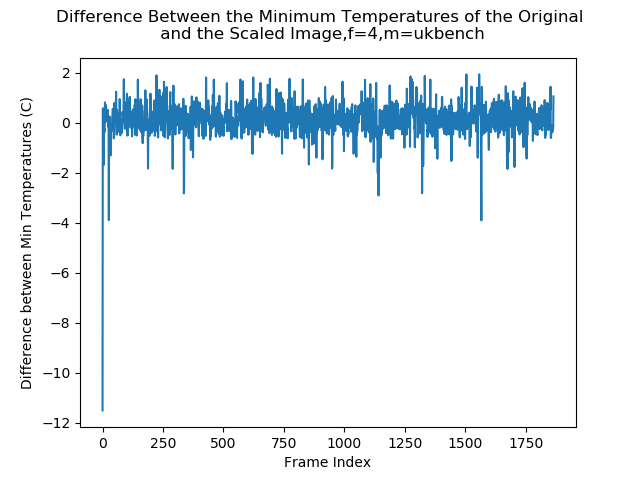 Difference Between the Minimum Temperatures of the Original
and the Scaled Image,f=4,m=ukbench
2
0
−2
−4
−6
−8
−10
−12
Difference between Min Temperatures (C)
0 250 500 750 1000 1250 1500 1750
Frame Index